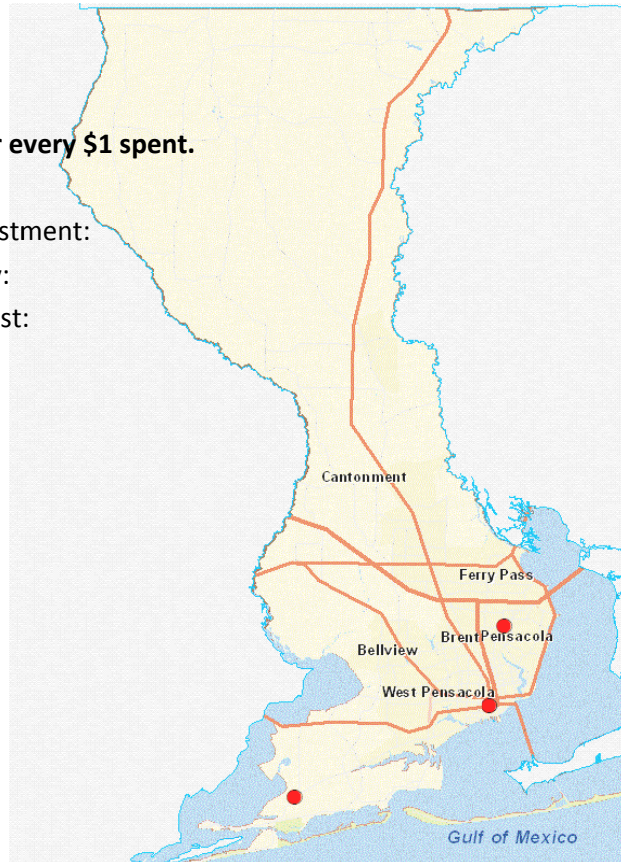 r every $1 spent.
stment:
y:
st:
Cantonment
Ferry Pass
Brent Pensacola
Bellview
West Pensacola
Gulf of Mexico